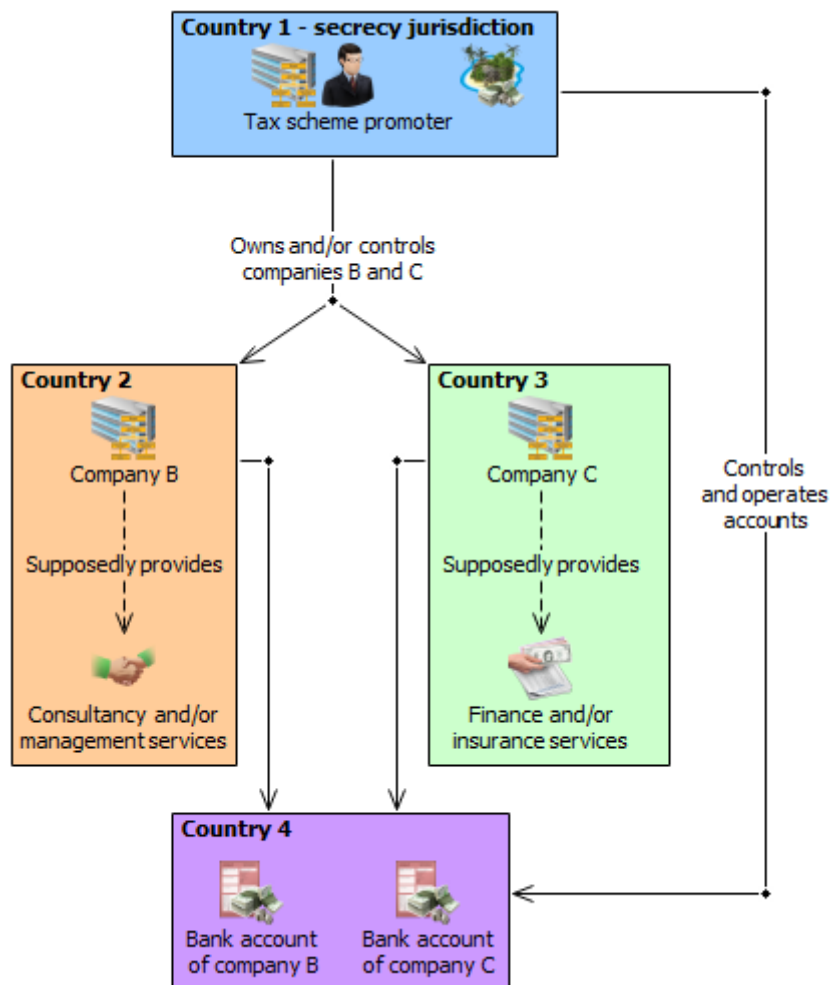 Country 1 - secrecy jurisdiction
Tax scheme promoter
Owns and/or controls
companies B and C
Country 2
Company B
Supposedly provides
Consultancy and/or
management services
Country 3
Company C
Supposedly provides
Finance and/or
insurance services
Controls
and operates
accounts
Country 4
Bank account
of company B
Bank account
of company C